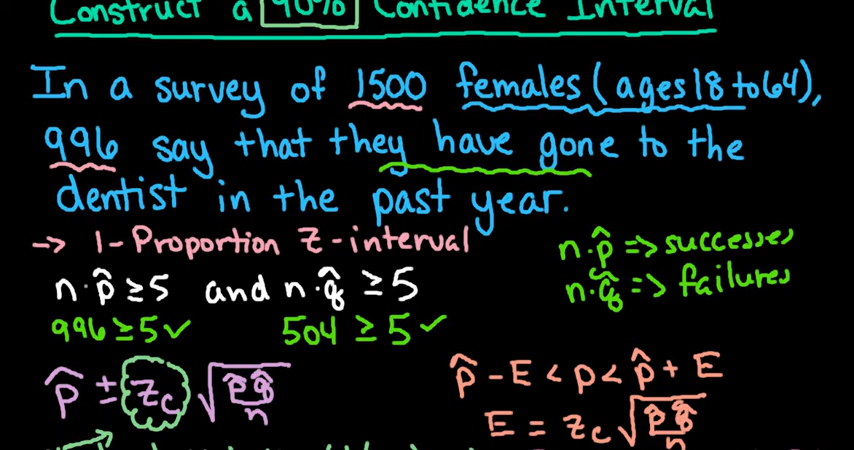 Construct a 90% Confidence Interval
In a survey of 1500 females (ages 18 to 64),
996 say that they have gone to the
dentist in the past year.
→ 1-Proportion Z-interval
n·p̂ ≥ 5 and n·q̂ ≥ 5
996 ≥ 5 ✓ 504 ≥ 5 ✓
n·p̂ => successes
n·q̂ => failures
p̂ ± Zc √(p̂q̂/n)
p̂ - E < p < p̂ + E
E = Zc √(p̂q̂/n)